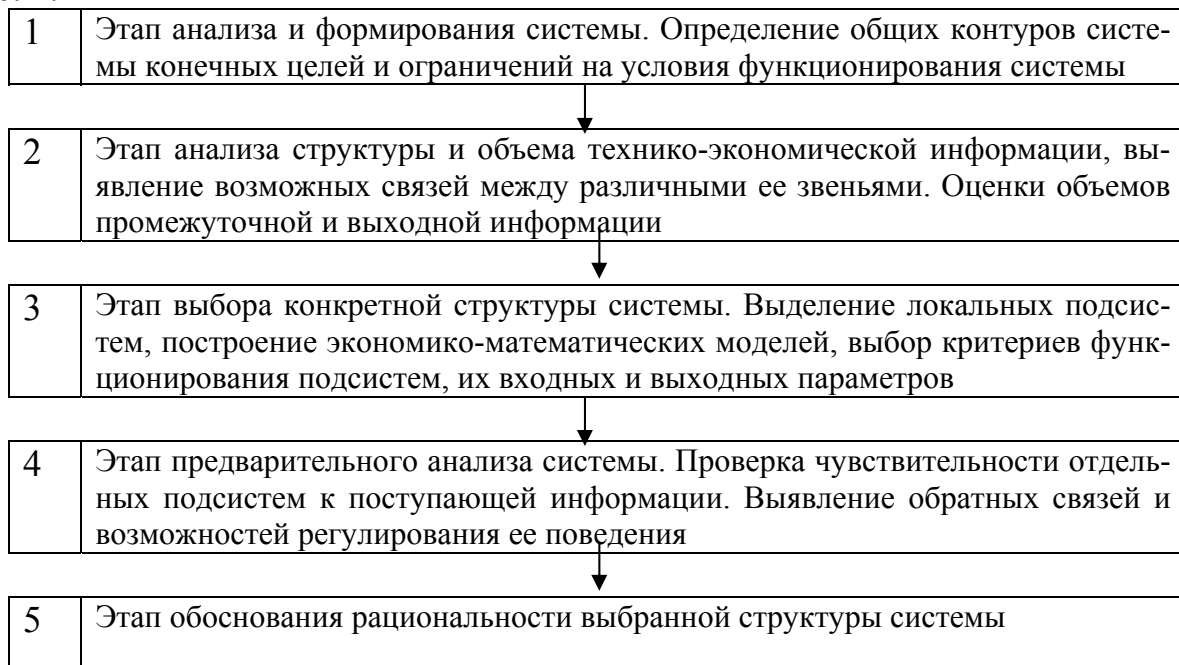 1 Этап анализа и формирования системы. Определение общих контуров систе-
мы конечных целей и ограничений на условия функционирования системы
2 Этап анализа структуры и объема технико-экономической информации, вы-
явление возможных связей между различными ее звеньями. Оценки объемов
промежуточной и выходной информации
3 Этап выбора конкретной структуры системы. Выделение локальных подсис-
тем, построение экономико-математических моделей, выбор критериев функ-
ционирования подсистем, их входных и выходных параметров
4 Этап предварительного анализа системы. Проверка чувствительности отдель-
ных подсистем к поступающей информации. Выявление обратных связей и
возможностей регулирования ее поведения
5 Этап обоснования рациональности выбранной структуры системы